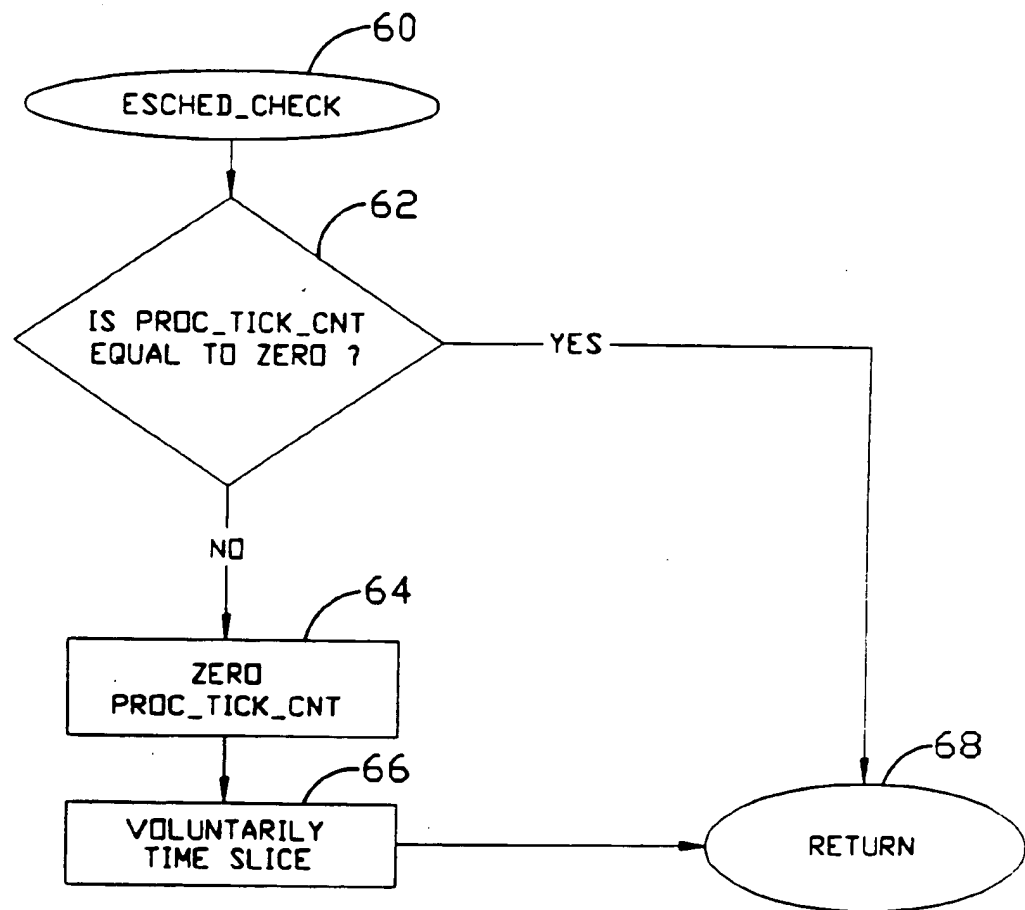 60
ESCHED_CHECK
62
IS PROC_TICK_CNT
EQUAL TO ZERO ?
YES
NO
64
ZERO
PROC_TICK_CNT
66
VOLUNTARILY
TIME SLICE
68
RETURN